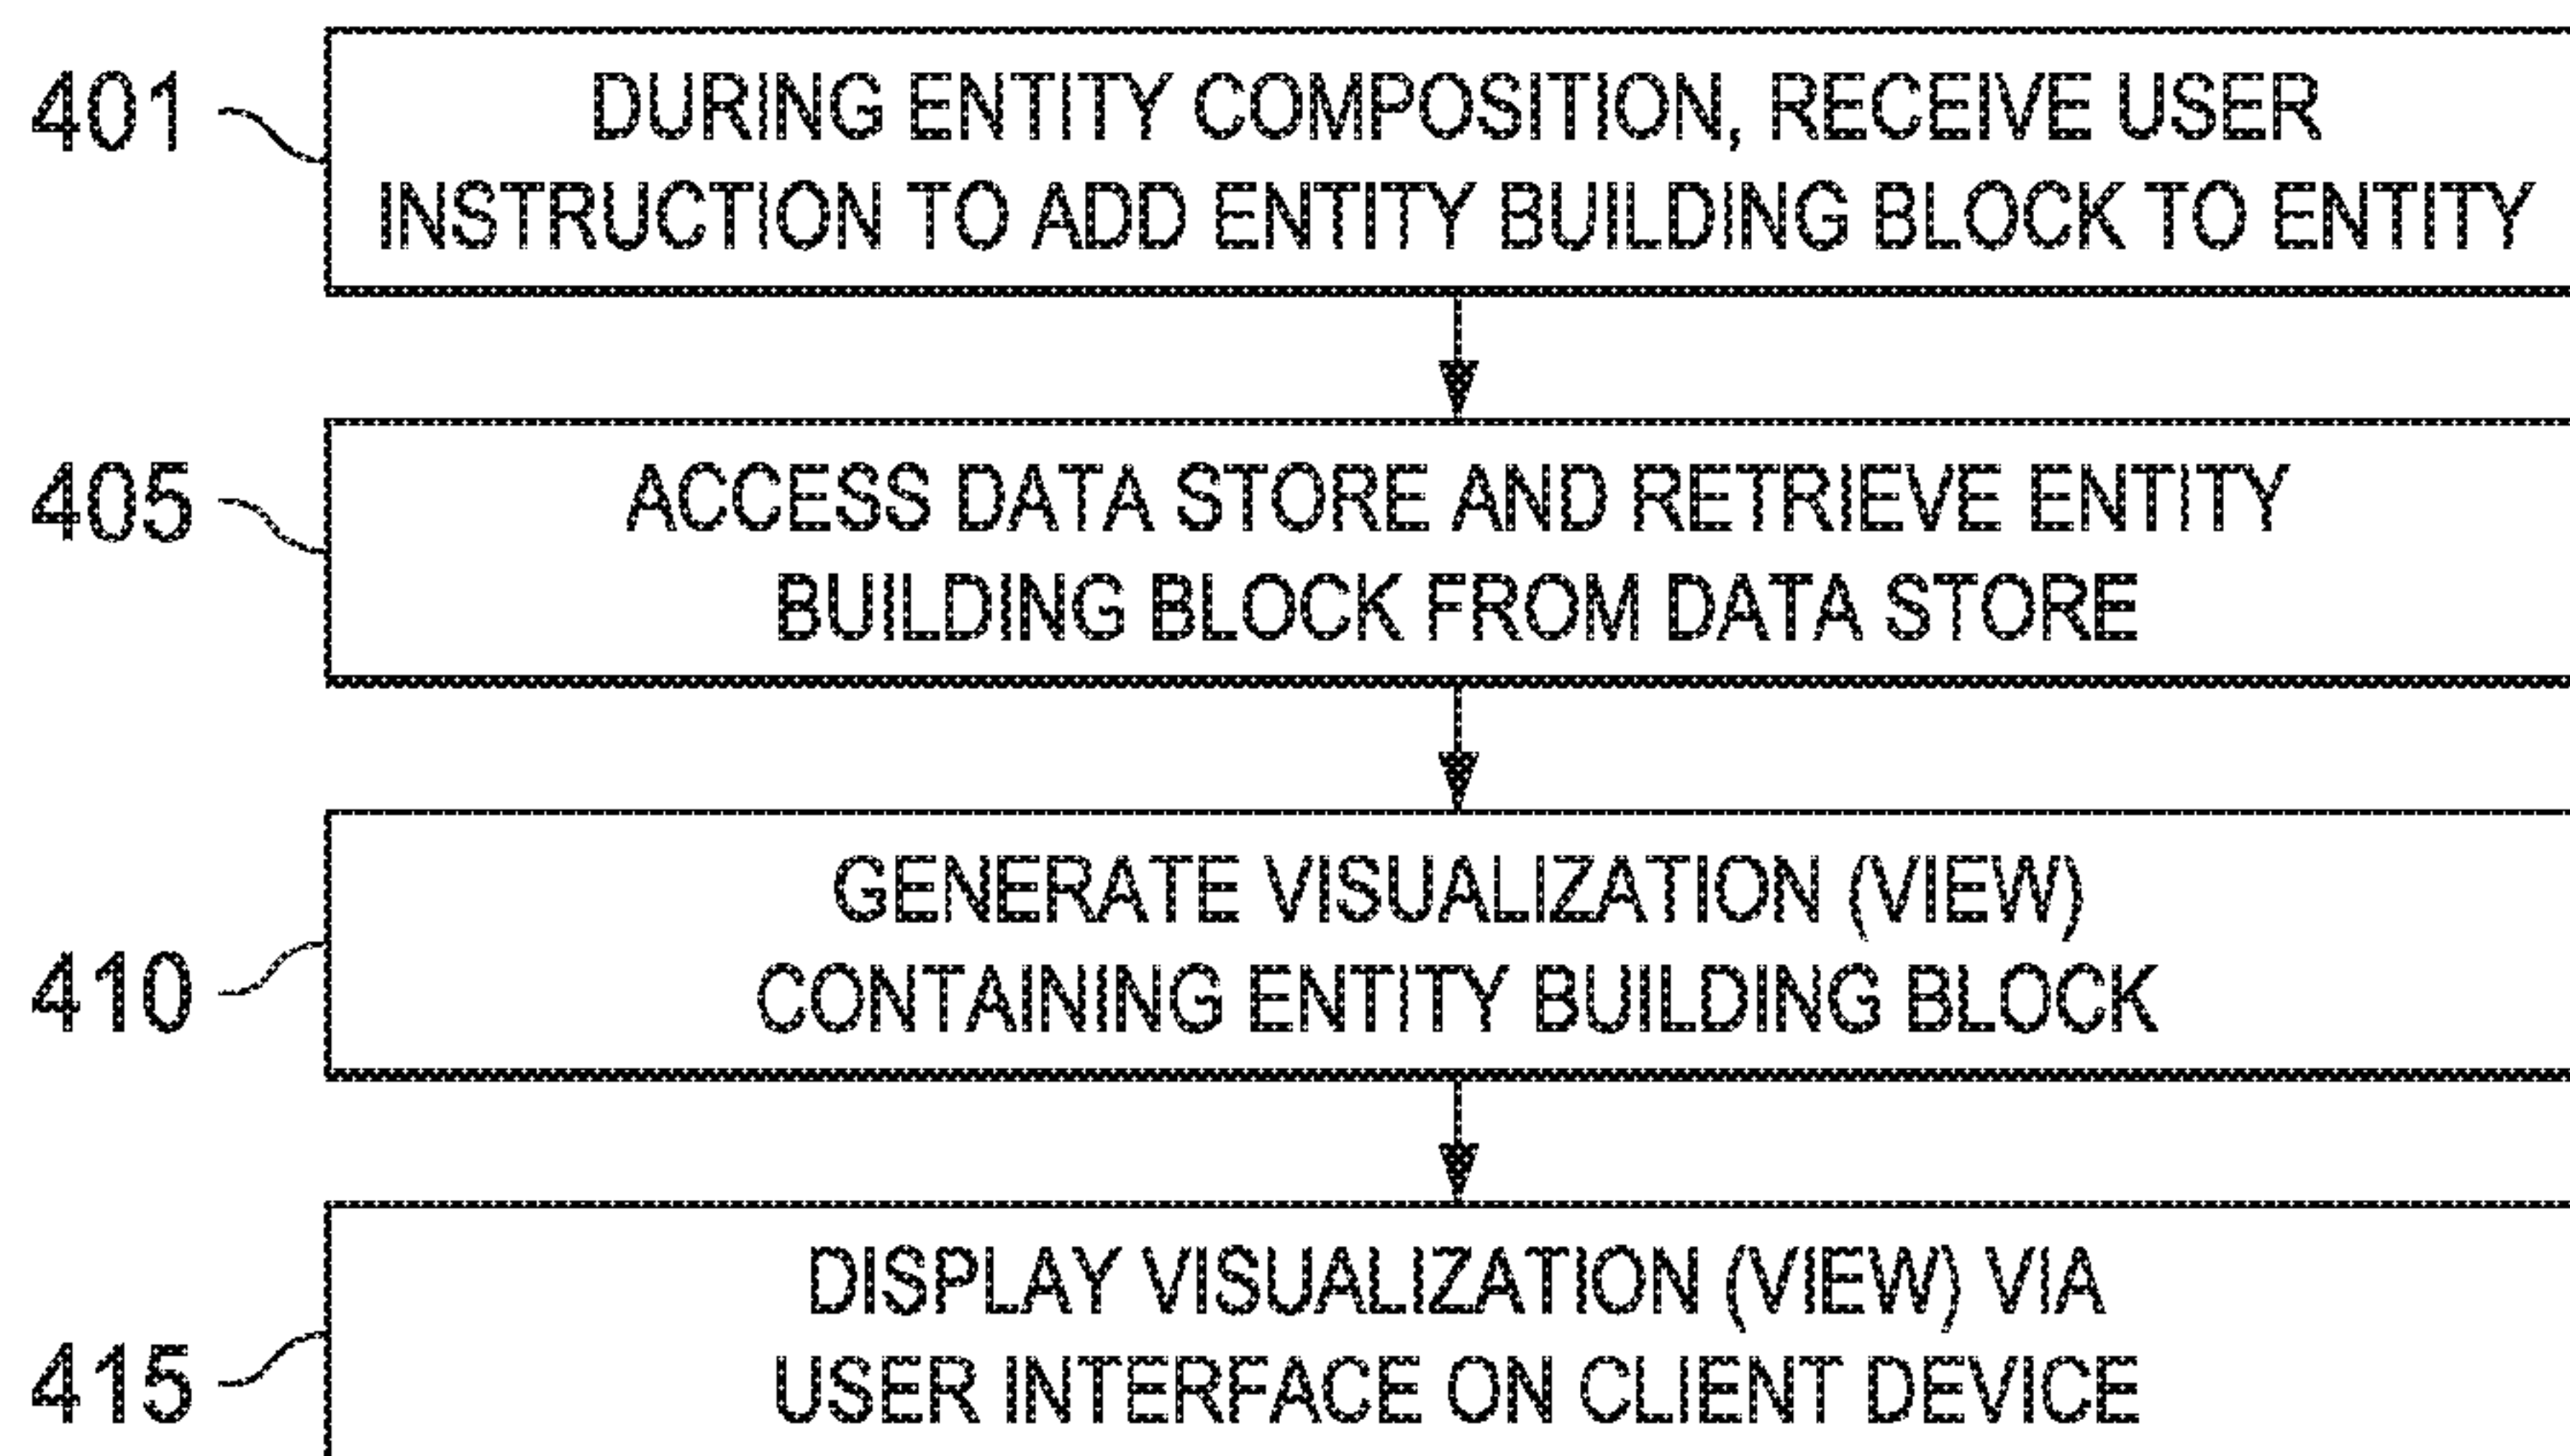 401
DURING ENTITY COMPOSITION, RECEIVE USER
INSTRUCTION TO ADD ENTITY BUILDING BLOCK TO ENTITY
405
ACCESS DATA STORE AND RETRIEVE ENTITY
BUILDING BLOCK FROM DATA STORE
410
GENERATE VISUALIZATION (VIEW)
CONTAINING ENTITY BUILDING BLOCK
415
DISPLAY VISUALIZATION (VIEW) VIA
USER INTERFACE ON CLIENT DEVICE